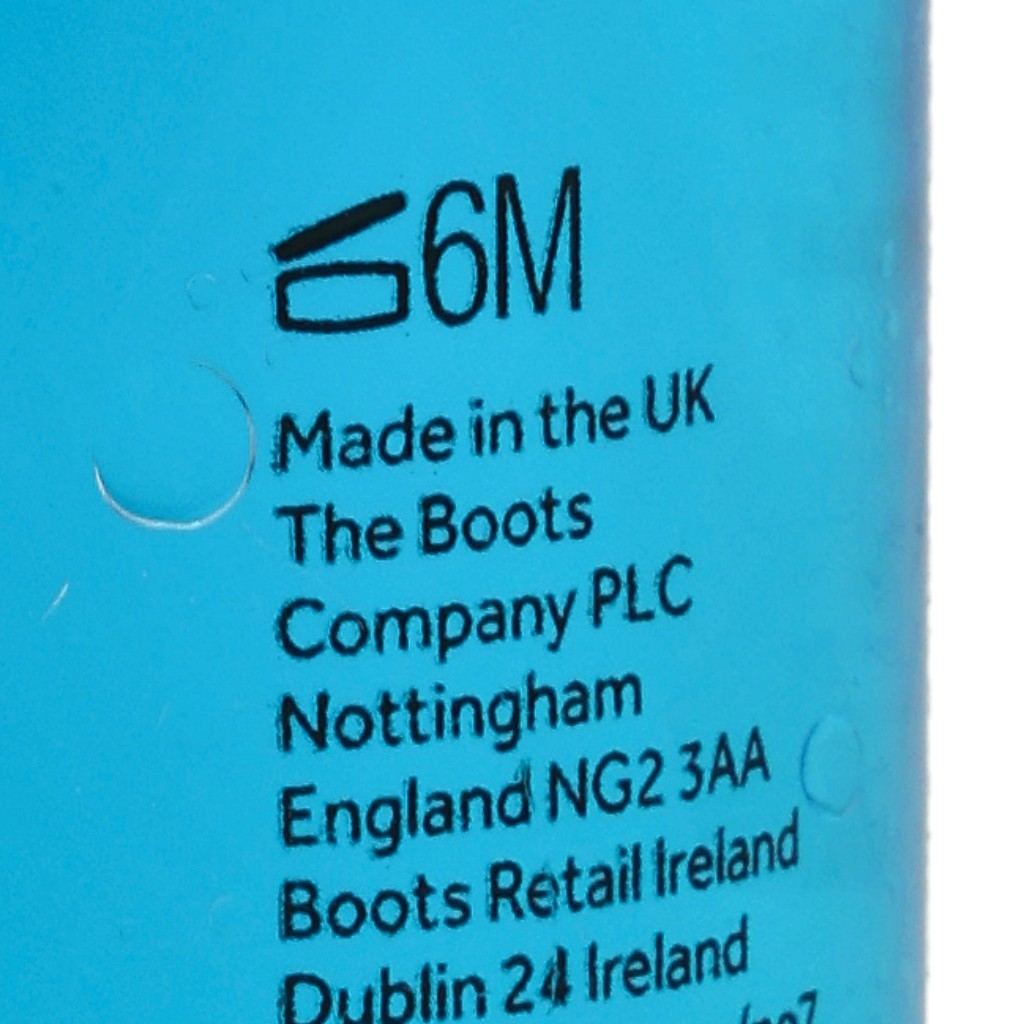 6M
Made in the UK
The Boots
Company PLC
Nottingham
England NG2 3AA
Boots Retail Ireland
Dublin 24 Ireland
/no7